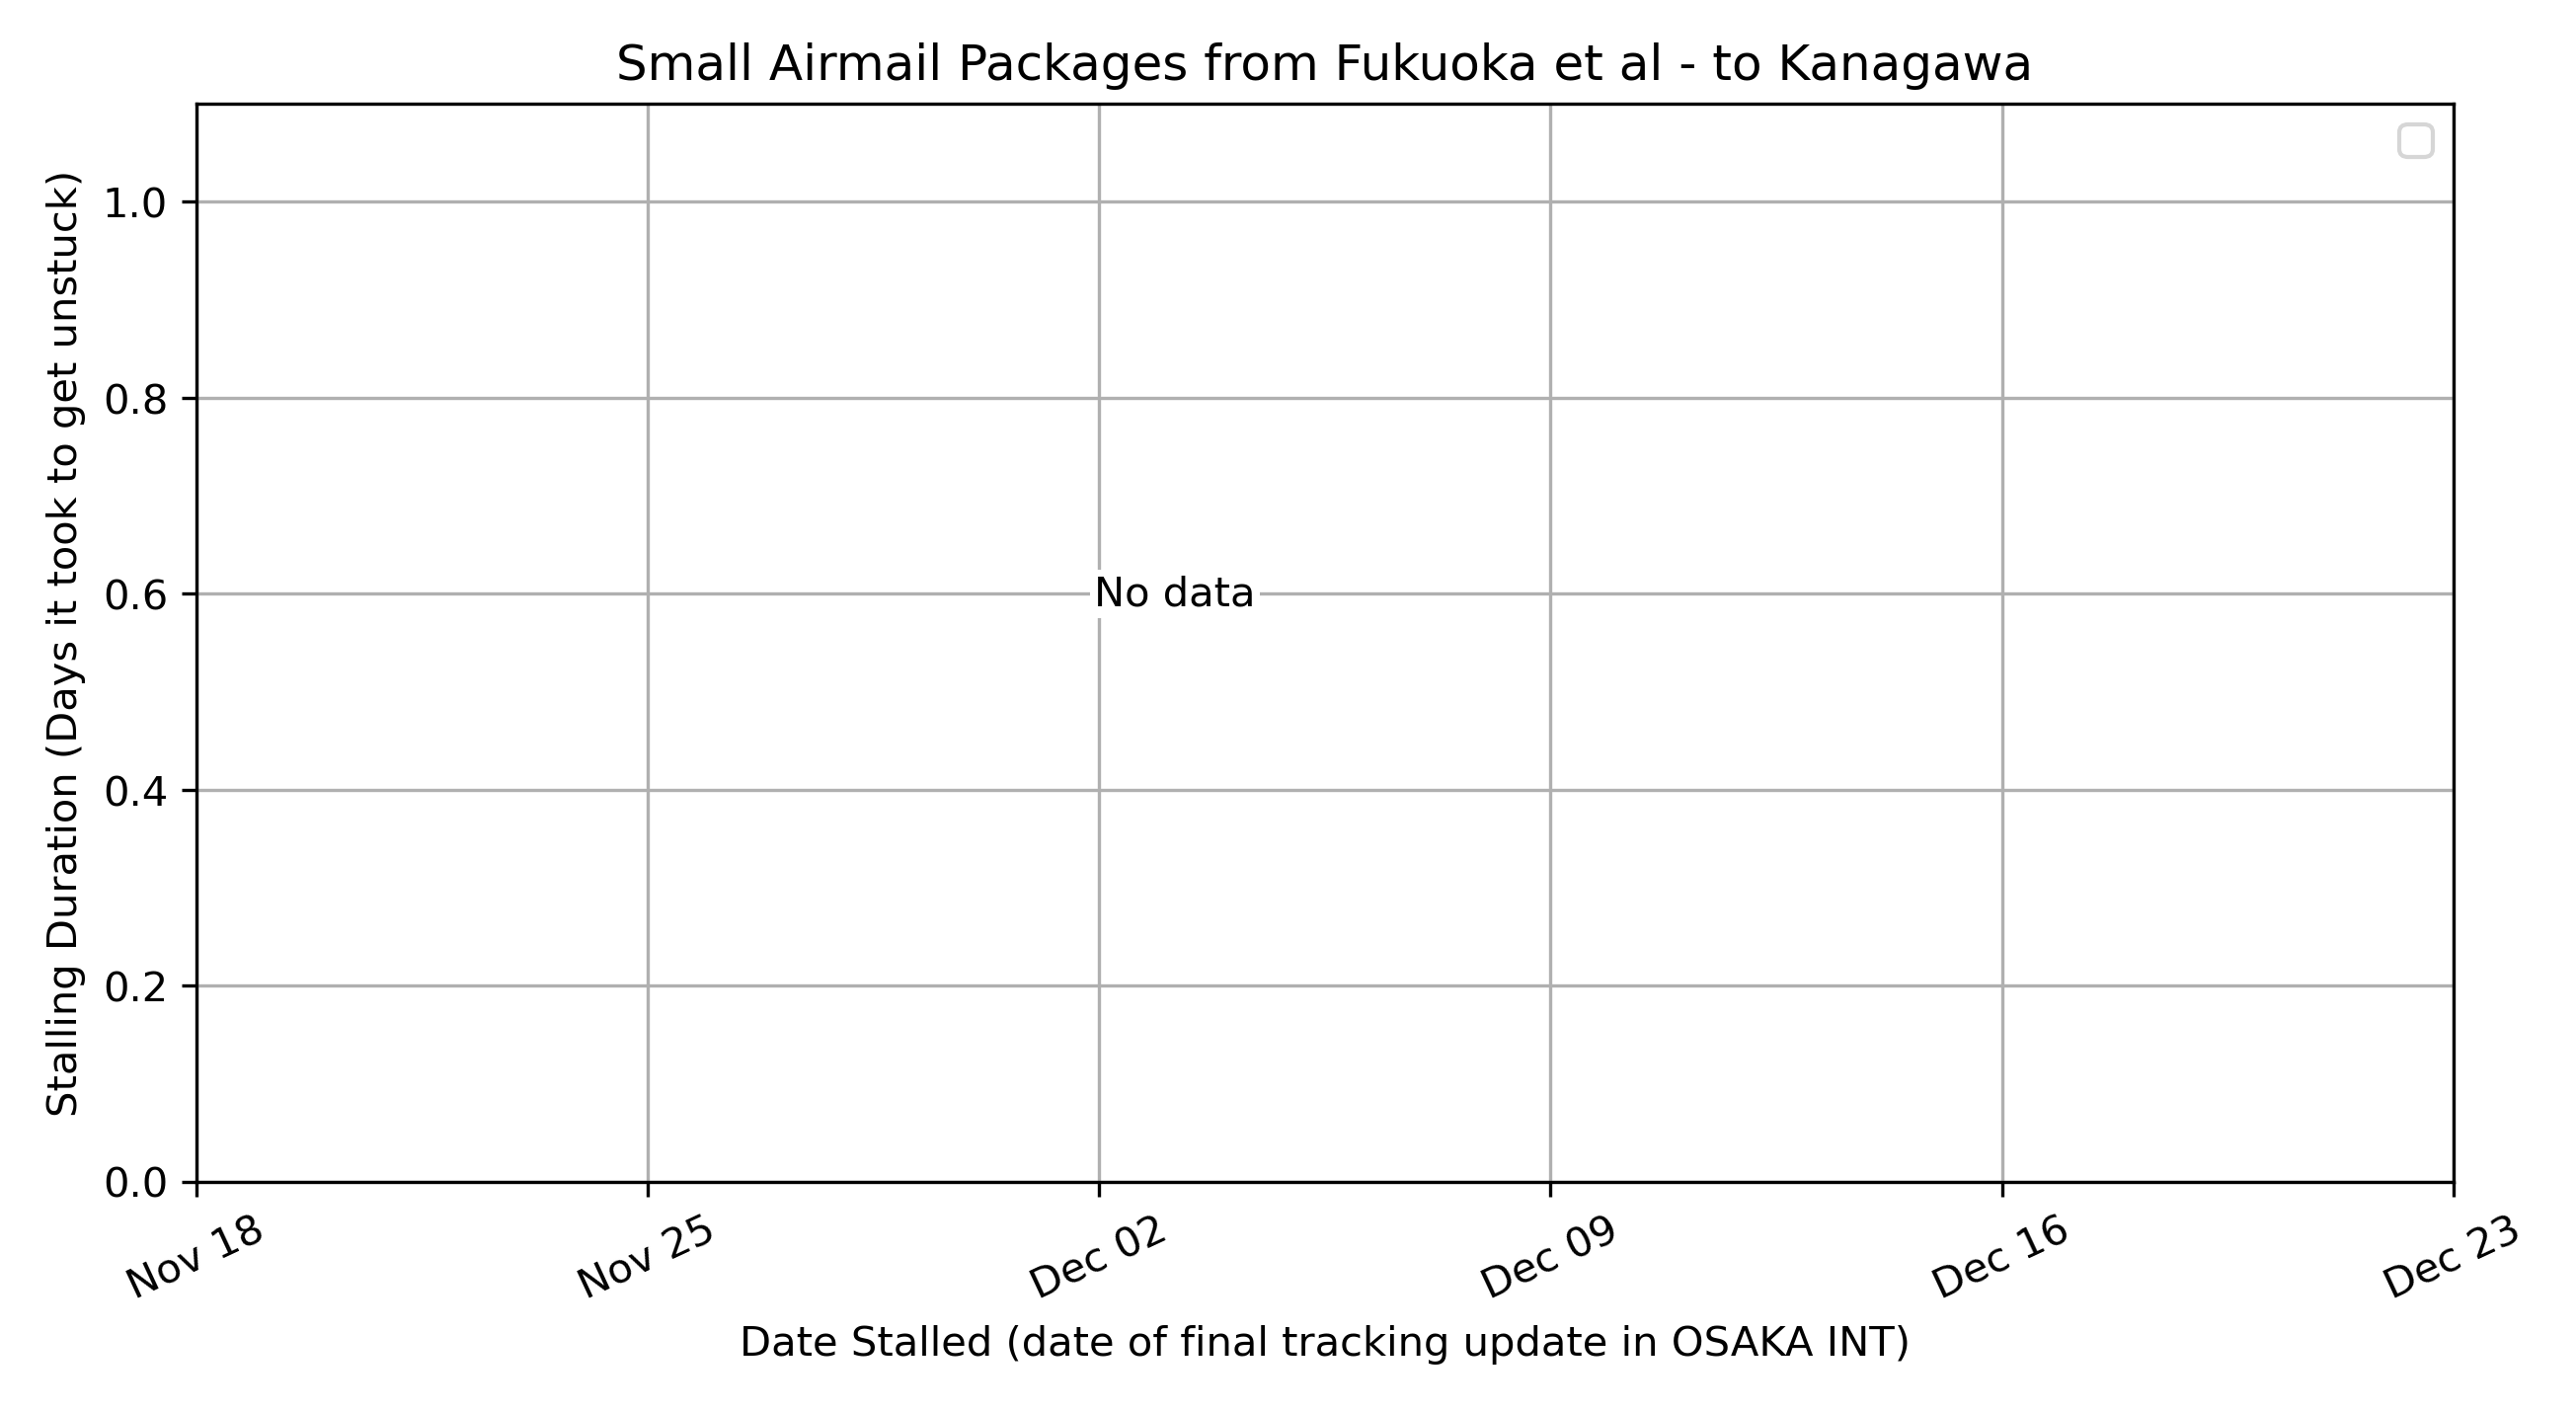 Small Airmail Packages from Fukuoka et al - to Kanagawa
Stalling Duration (Days it took to get unstuck)
1.0
0.8
0.6
0.4
0.2
0.0
No data
Nov 18
Nov 25
Dec 02
Dec 09
Dec 16
Dec 23
Date Stalled (date of final tracking update in OSAKA INT)